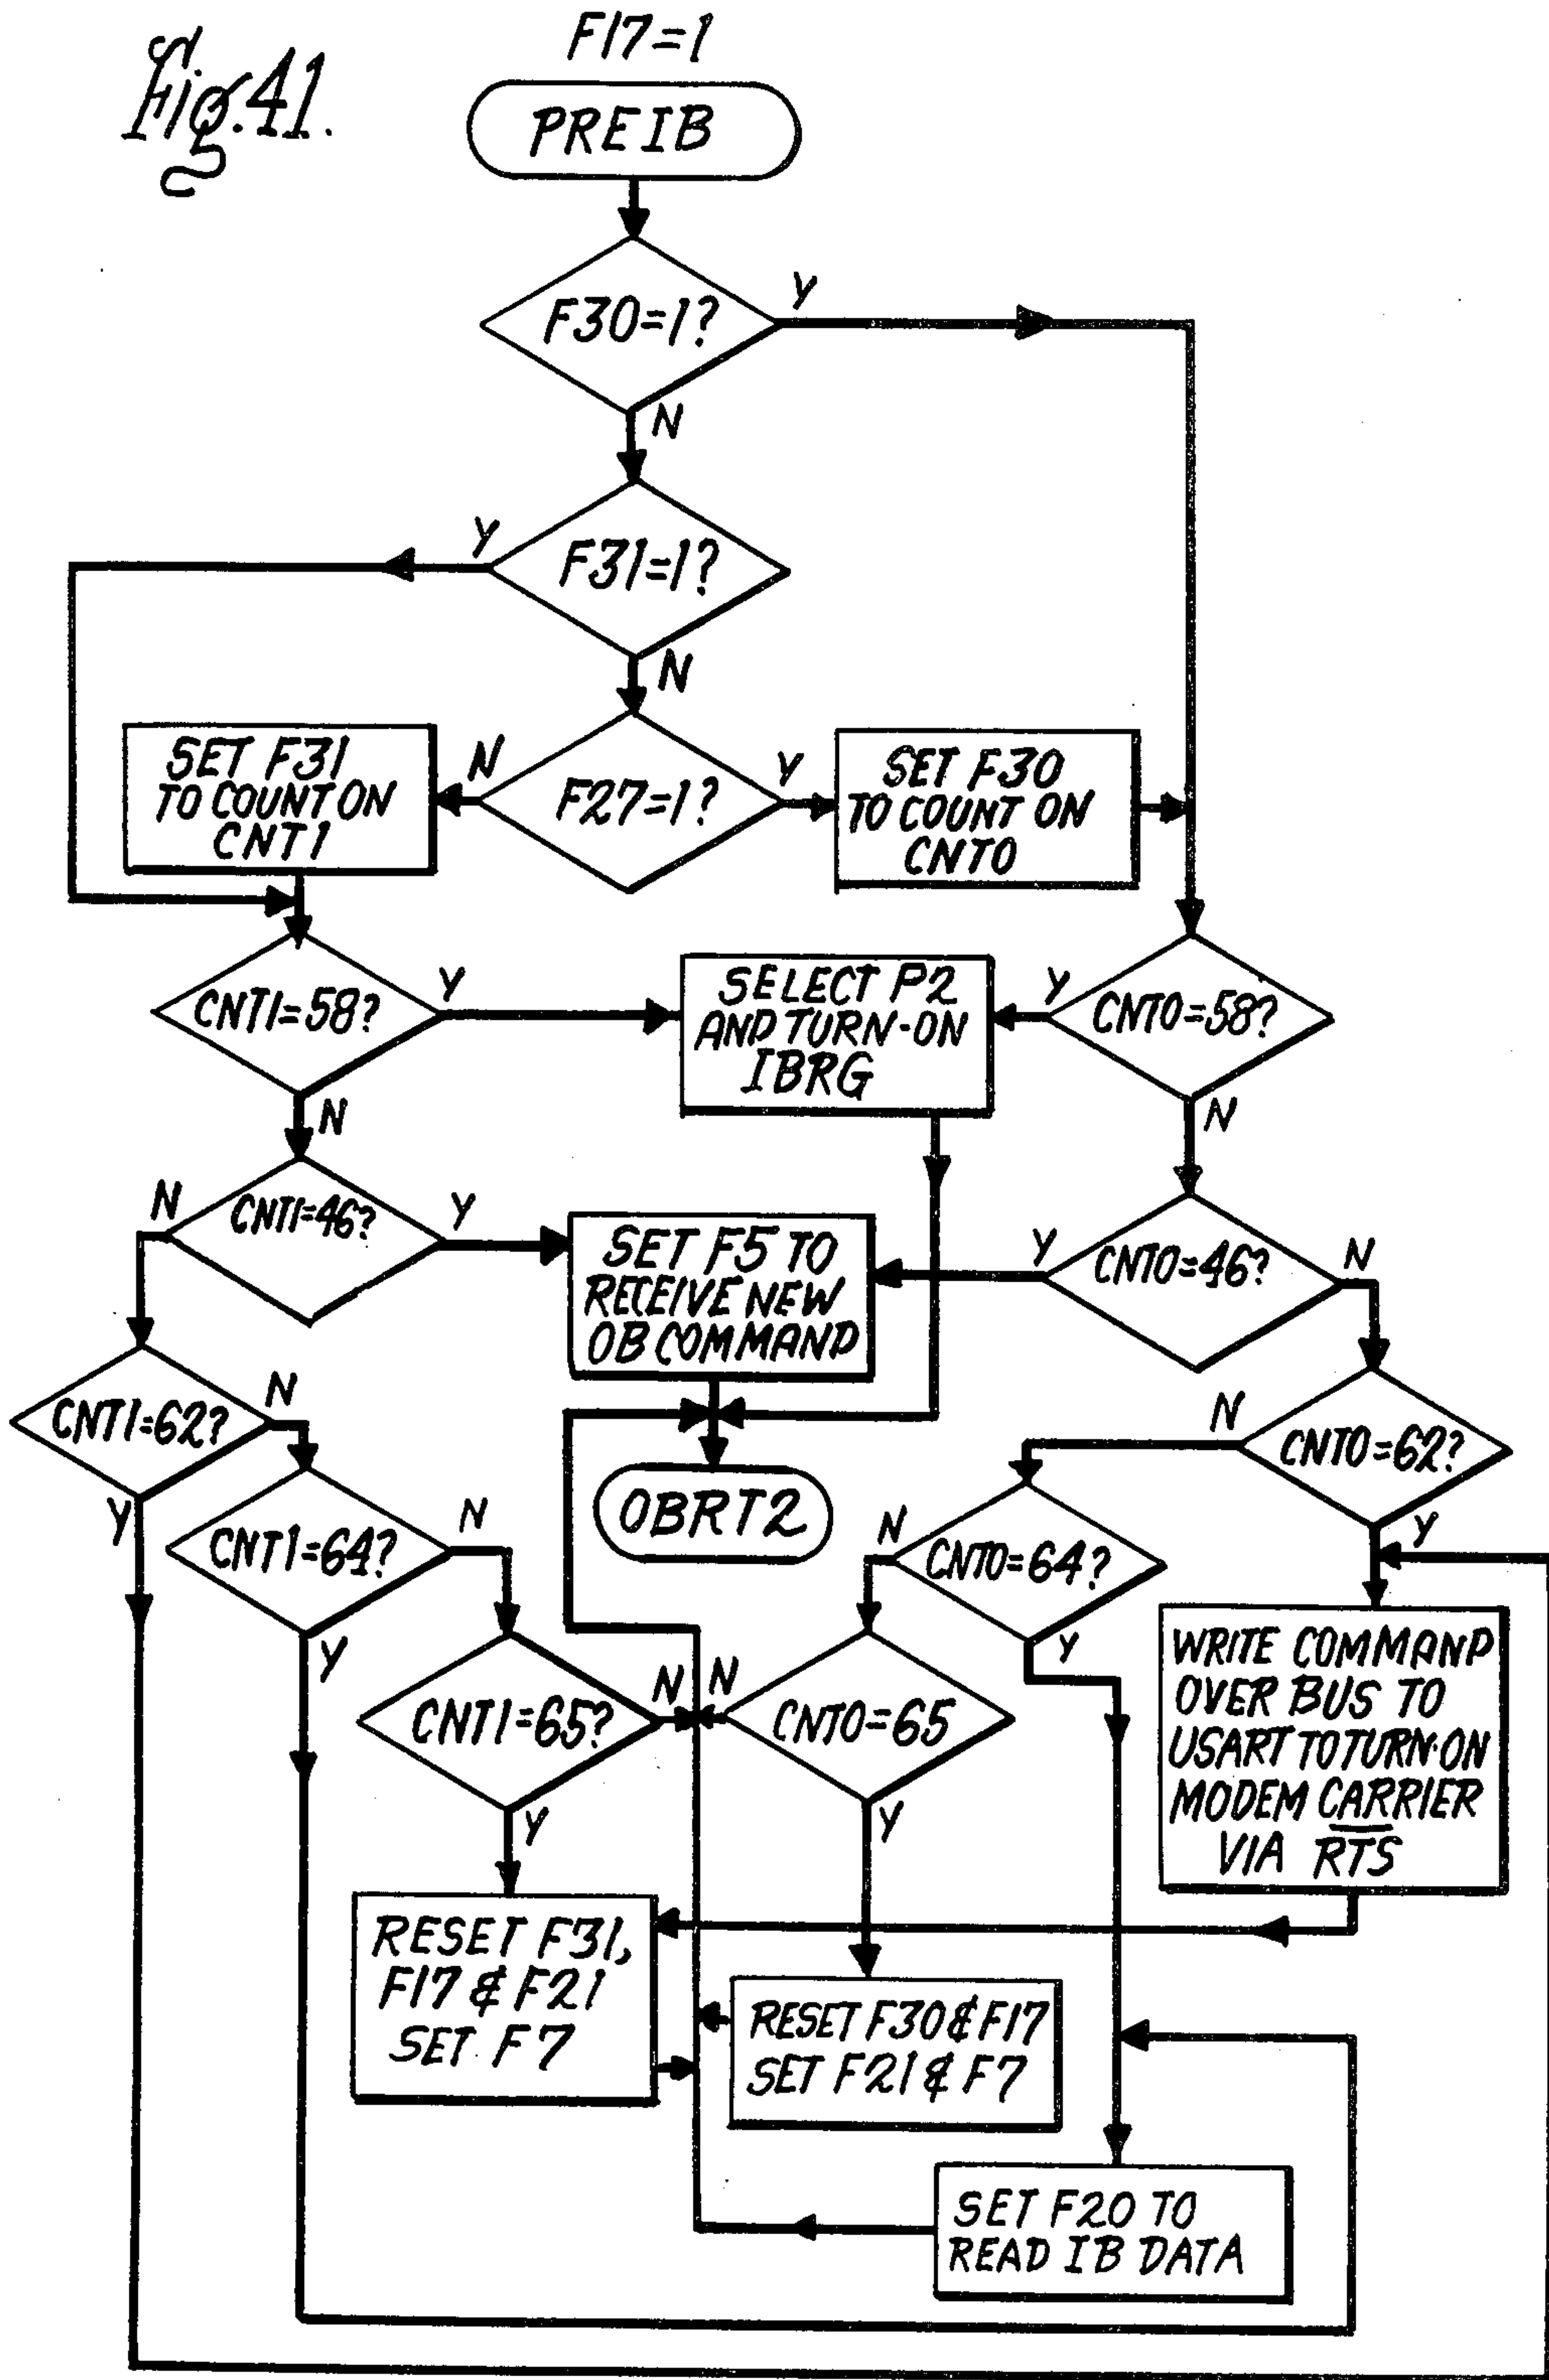 Fig. 41.
F17=1
PREIB
F30=1?
Y
N
F31=1?
Y
N
F27=1?
N
Y
SET F31
TO COUNT ON
CNT1
SET F30
TO COUNT ON
CNT0
CNT1=58?
Y
N
SELECT P2
AND TURN-ON
IBRG
Y
CNT0=58?
N
N
CNT1=46?
Y
SET F5 TO
RECEIVE NEW
OB COMMAND
Y
CNT0=46?
N
CNT1=62?
N
Y
OBRT2
N
CNT0=62?
Y
CNT1=64?
N
Y
N
CNT0=64?
Y
CNT1=65?
N
Y
N
CNT0=65
Y
WRITE COMMAND
OVER BUS TO
USART TO TURN-ON
MODEM CARRIER
VIA RTS
RESET F31,
F17 & F21
SET F7
RESET F30 & F17
SET F21 & F7
SET F20 TO
READ IB DATA